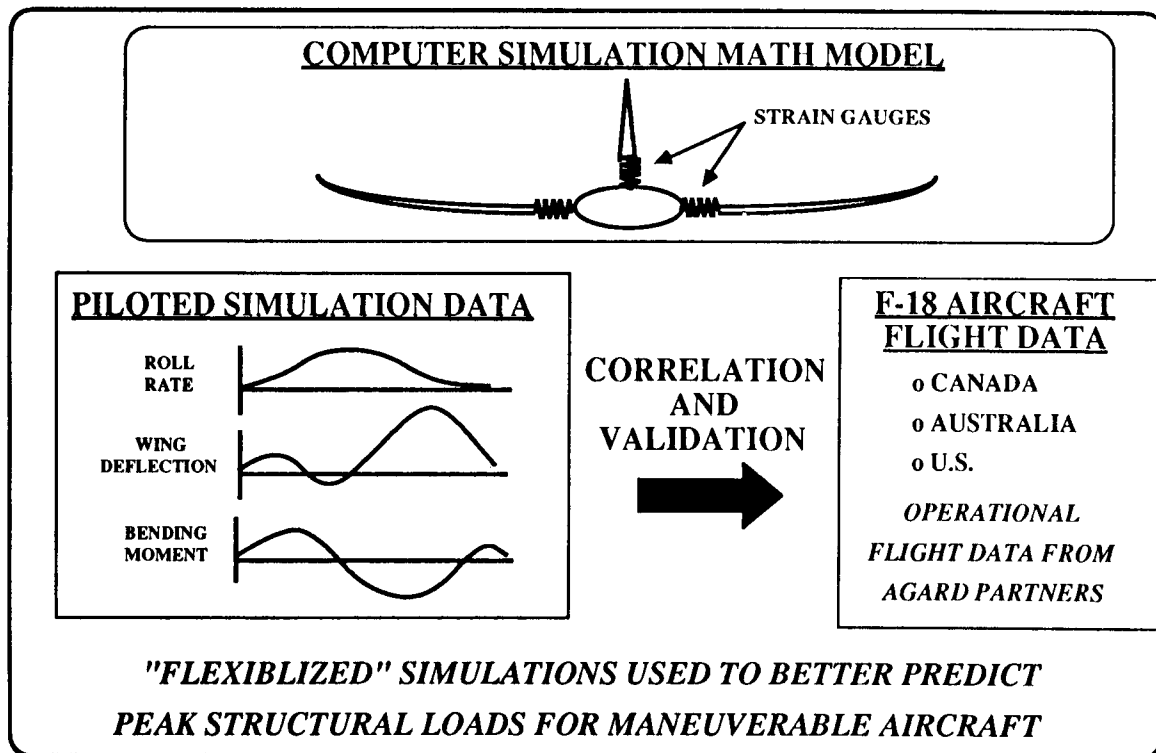 COMPUTER SIMULATION MATH MODEL
STRAIN GAUGES
PILOTED SIMULATION DATA
ROLL
RATE
WING
DEFLECTION
BENDING
MOMENT
CORRELATION
AND
VALIDATION
F-18 AIRCRAFT
FLIGHT DATA
o CANADA
o AUSTRALIA
o U.S.
OPERATIONAL
FLIGHT DATA FROM
AGARD PARTNERS
"FLEXIBLIZED" SIMULATIONS USED TO BETTER PREDICT
PEAK STRUCTURAL LOADS FOR MANEUVERABLE AIRCRAFT